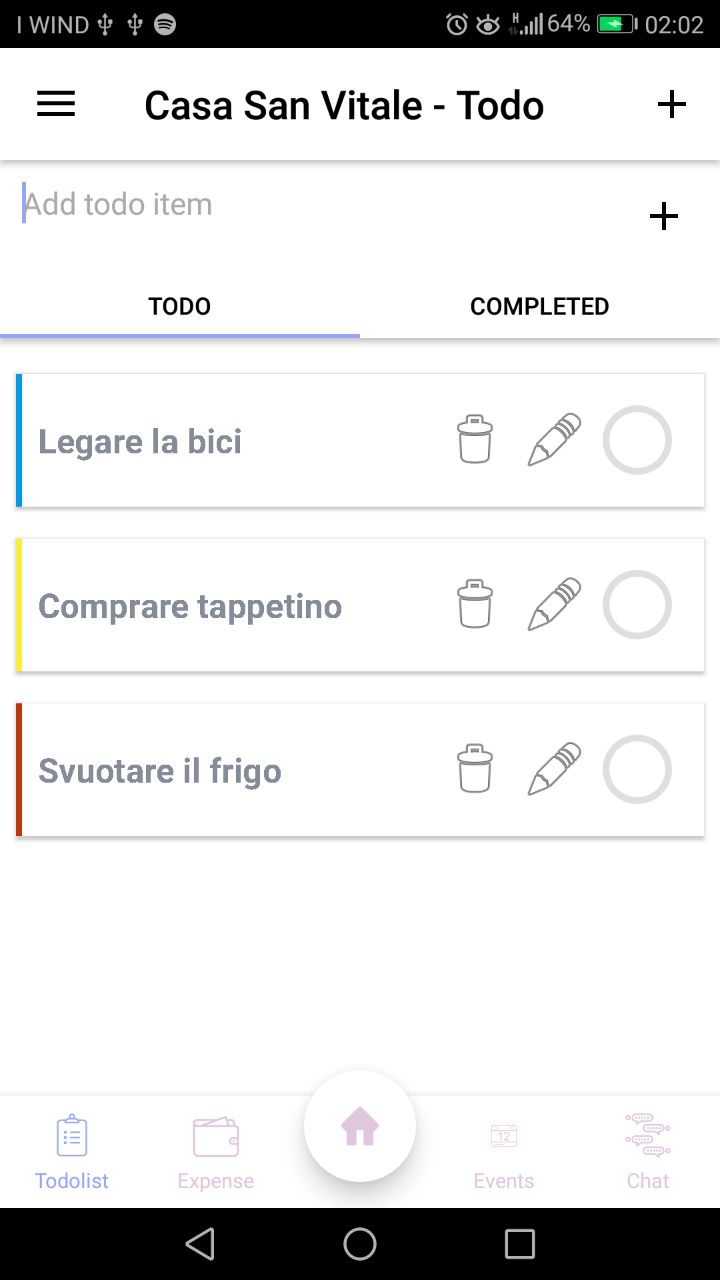 I WIND H 64% 02:02
Casa San Vitale - Todo
Add todo item
TODO COMPLETED
Legare la bici
Comprare tappetino
Svuotare il frigo
12
Todolist Expense Events Chat